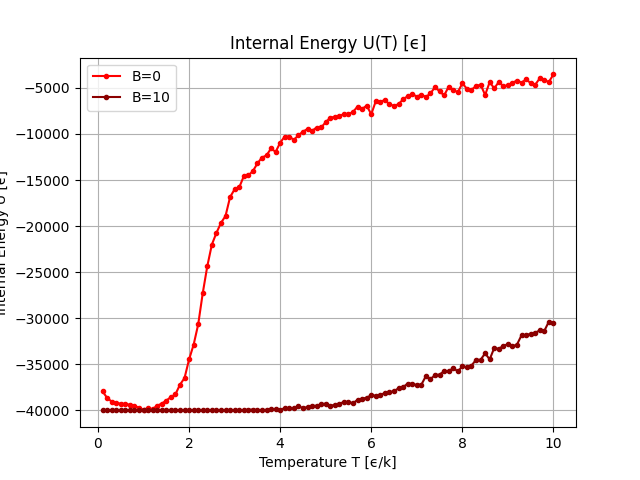 Internal Energy U(T) [ϵ]
B=0
B=10
Internal Energy U [ϵ]
−5000
−10000
−15000
−20000
−25000
−30000
−35000
−40000
0
2
4
6
8
10
Temperature T [ϵ/k]